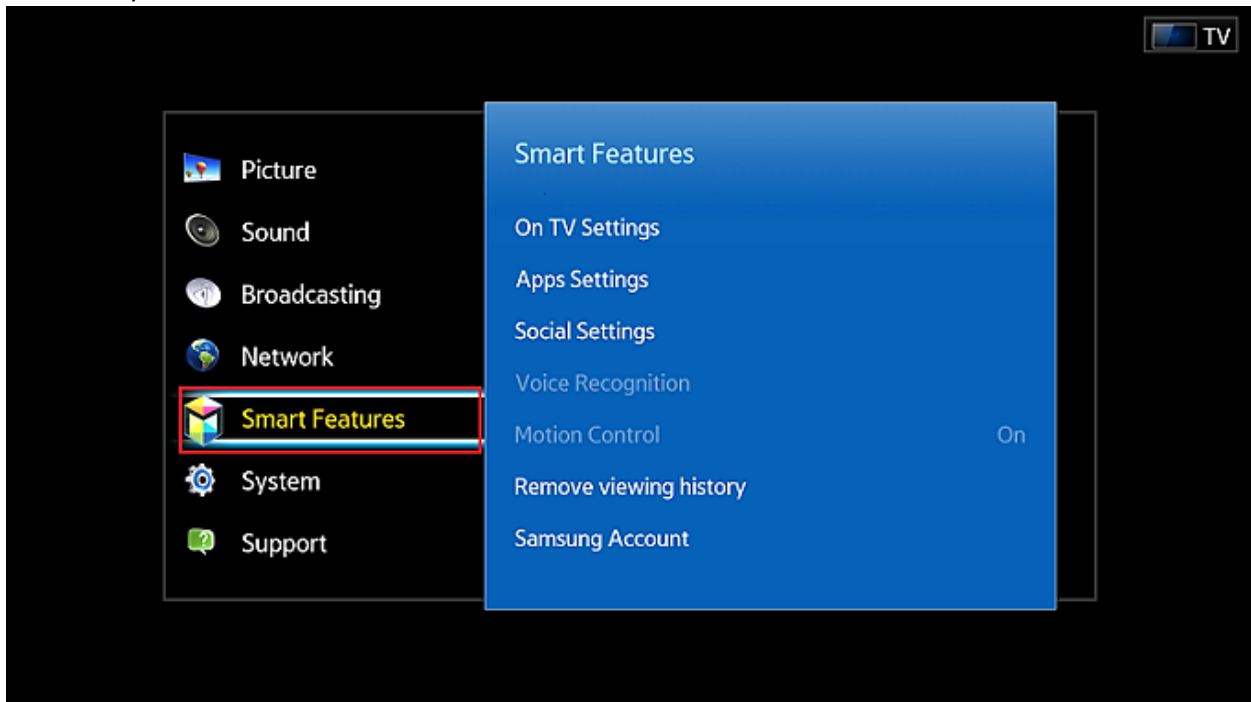 TV
Picture
Sound
Broadcasting
Network
Smart Features
System
Support
Smart Features
On TV Settings
Apps Settings
Social Settings
Voice Recognition
Motion Control On
Remove viewing history
Samsung Account